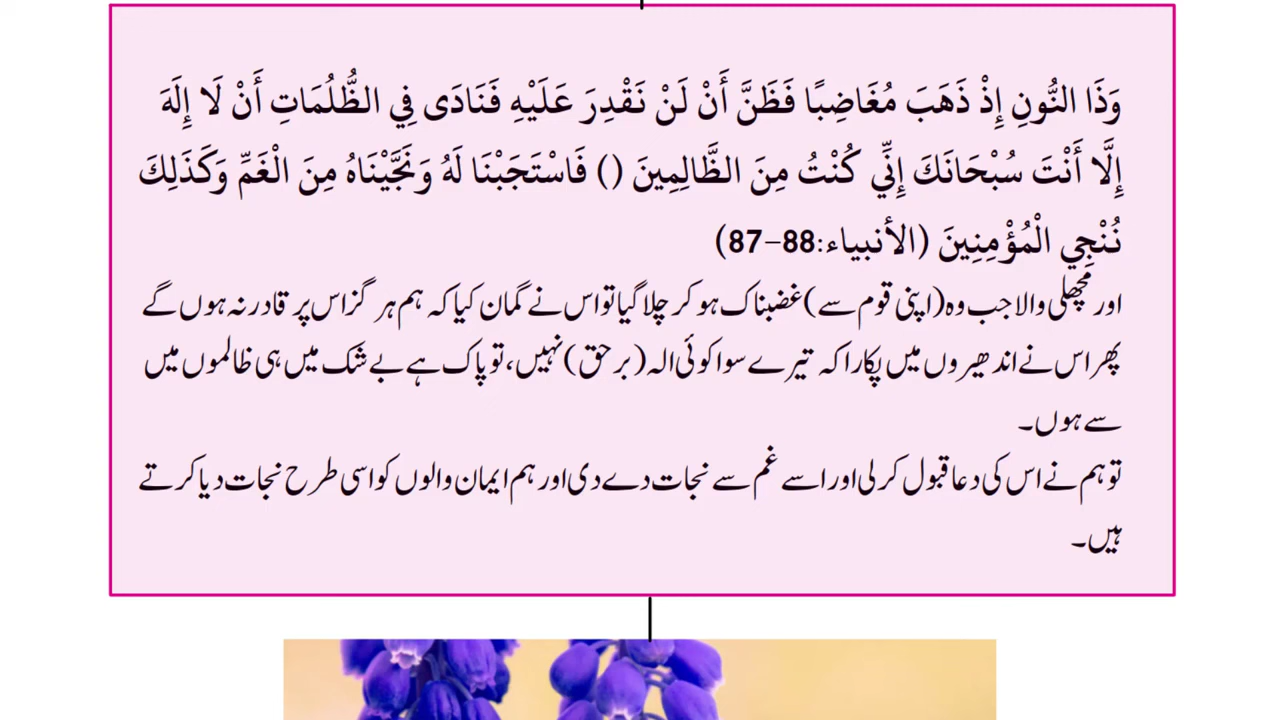 وَذَا النُّونِ إِذْ ذَهَبَ مُغَاضِبًا فَظَنَّ أَنْ لَنْ نَقْدِرَ عَلَيْهِ فَنَادَى فِي الظُّلُمَاتِ أَنْ لَا إِلَهَ
إِلَّا أَنْتَ سُبْحَانَكَ إِنِّي كُنْتُ مِنَ الظَّالِمِينَ () فَاسْتَجَبْنَا لَهُ وَنَجَّيْنَاهُ مِنَ الْغَمِّ وَكَذَلِكَ
نُنْجِي الْمُؤْمِنِينَ (الأنبياء:88-87)
اور مچھلی والا جب وہ (اپنی قوم سے) غضبناک ہو کر چلا گیا تو اس نے گمان کیا کہ ہم ہر گز اس پر قادر نہ ہوں گے
پھر اس نے اندھیروں میں پکارا کہ تیرے سوا کوئی الہ (بر حق) نہیں، تو پاک ہے بے شک میں ہی ظالموں میں
سے ہوں۔
تو ہم نے اس کی دعا قبول کر لی اور اسے غم سے نجات دے دی اور ہم ایمان والوں کو اسی طرح نجات دیا کرتے
ہیں۔